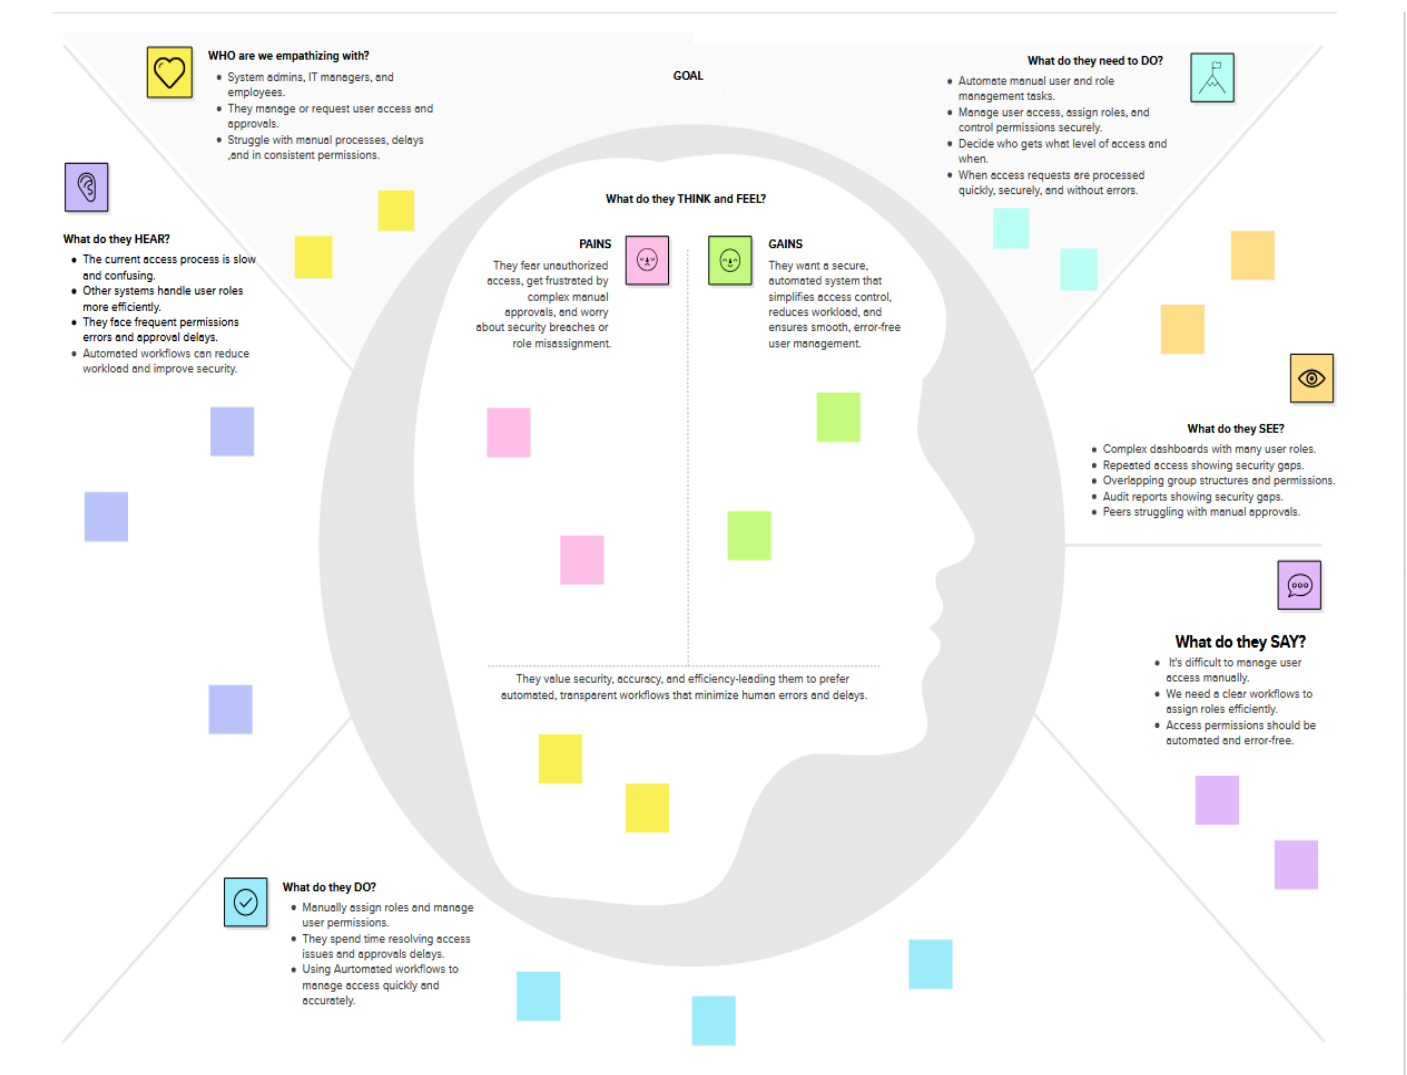 WHO are we empathizing with?
• System admins, IT managers, and
employees.
• They manage or request user access and
approvals.
• Struggle with manual processes, delays
,and in consistent permissions.
GOAL
What do they need to DO?
• Automate manual user and role
management tasks.
• Manage user access, assign roles, and
control permissions securely.
• Decide who gets what level of access and
when.
• When access requests are processed
quickly, securely, and without errors.
What do they HEAR?
• The current access process is slow
and confusing.
• Other systems handle user roles
more efficiently.
• They face frequent permissions
errors and approval delays.
• Automated workflows can reduce
workload and improve security.
What do they THINK and FEEL?
PAINS
They fear unauthorized
access, get frustrated by
complex manual
approvals, and worry
about security breaches or
role misassignment.
GAINS
They want a secure,
automated system that
simplifies access control,
reduces workload, and
ensures smooth, error-free
user management.
What do they SEE?
• Complex dashboards with many user roles.
• Repeated access showing security gaps.
• Overlapping group structures and permissions.
• Audit reports showing security gaps.
• Peers struggling with manual approvals.
What do they SAY?
• It's difficult to manage user
access manually.
• We need a clear workflows to
assign roles efficiently.
• Access permissions should be
automated and error-free.
They value security, accuracy, and efficiency-leading them to prefer
automated, transparent workflows that minimize human errors and delays.
What do they DO?
• Manually assign roles and manage
user permissions.
• They spend time resolving access
issues and approvals delays.
• Using Aurtomated workflows to
manage access quickly and
accurately.